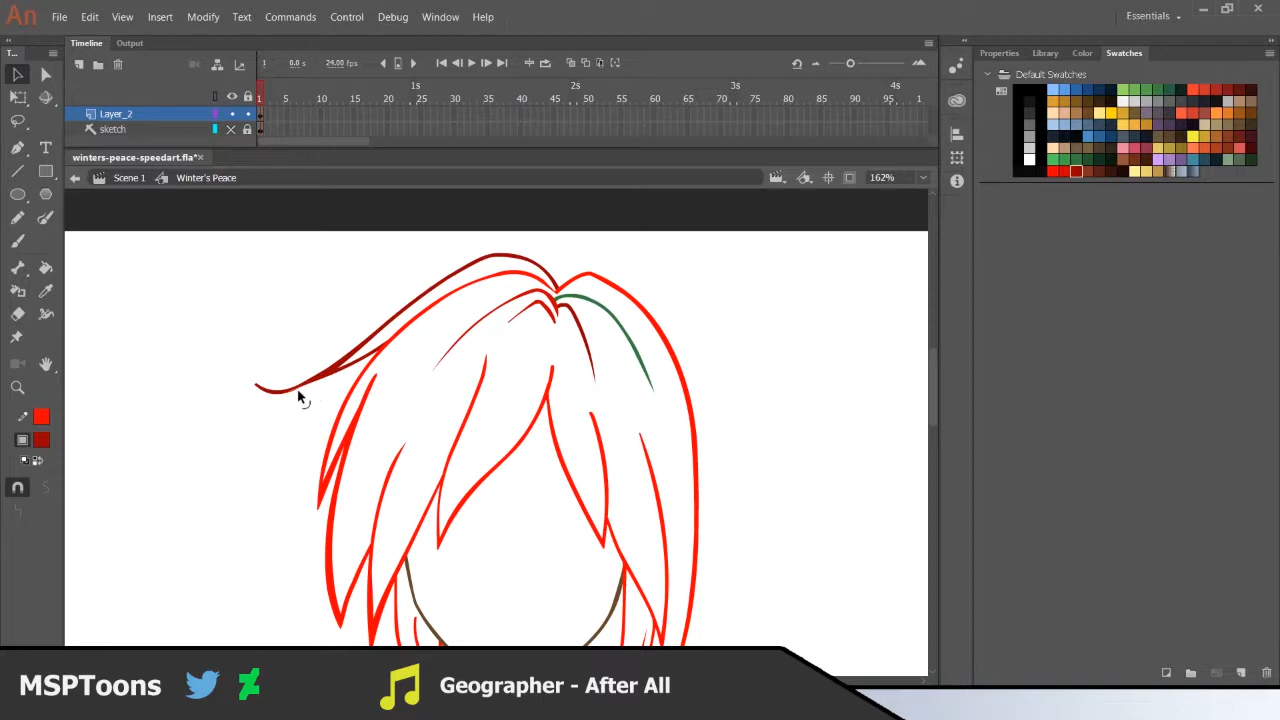 An File Edit View Insert Modify Text Commands Control Debug Window Help Essentials
T... Timeline Output Properties Library Color Swatches
1 0.0 s 24.00 fps
1s 2s 3s 4s
1 5 10 15 20 25 30 35 40 45 50 55 60 65 70 75 80 85 90 95 1
Default Swatches
Layer_2
sketch
winters-peace-speedart.fla*
Scene 1 Winter's Peace 162%
MSPToons Geographer - After All